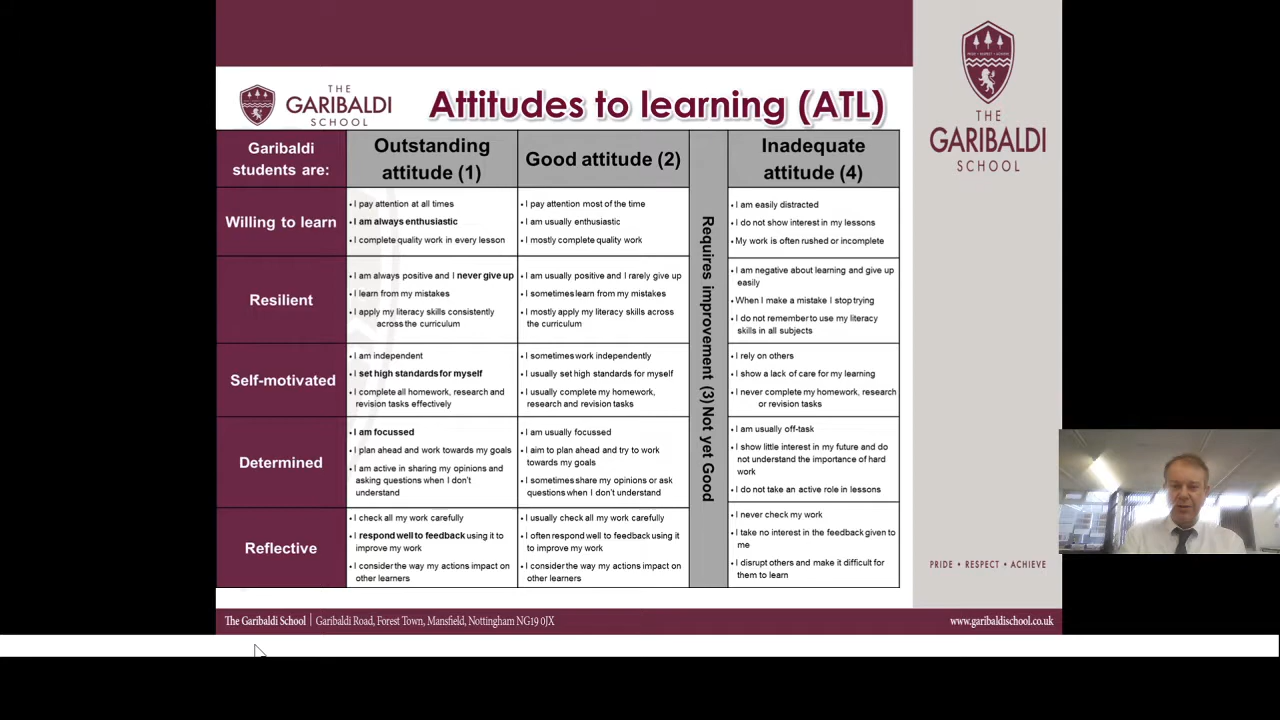 THE
GARIBALDI
SCHOOL
Attitudes to learning (ATL)
Garibaldi
students are:
Outstanding
attitude (1)
Good attitude (2)
Requires improvement (3) Not yet Good
Inadequate
attitude (4)
Willing to learn
• I pay attention at all times
• I am always enthusiastic
• I complete quality work in every lesson
• I pay attention most of the time
• I am usually enthusiastic
• I mostly complete quality work
• I am easily distracted
• I do not show interest in my lessons
• My work is often rushed or incomplete
Resilient
• I am always positive and I never give up
• I learn from my mistakes
• I apply my literacy skills consistently
across the curriculum
• I am usually positive and I rarely give up
• I sometimes learn from my mistakes
• I mostly apply my literacy skills across
the curriculum
• I am negative about learning and give up
easily
• When I make a mistake I stop trying
• I do not remember to use my literacy
skills in all subjects
Self-motivated
• I am independent
• I set high standards for myself
• I complete all homework, research and
revision tasks effectively
• I sometimes work independently
• I usually set high standards for myself
• I usually complete my homework,
research and revision tasks
• I rely on others
• I show a lack of care for my learning
• I never complete my homework, research
or revision tasks
Determined
• I am focussed
• I plan ahead and work towards my goals
• I am active in sharing my opinions and
asking questions when I don't
understand
• I am usually focussed
• I aim to plan ahead and try to work
towards my goals
• I sometimes share my opinions or ask
questions when I don't understand
• I am usually off-task
• I show little interest in my future and do
not understand the importance of hard
work
• I do not take an active role in lessons
Reflective
• I check all my work carefully
• I respond well to feedback using it to
improve my work
• I consider the way my actions impact on
other learners
• I usually check all my work carefully
• I often respond well to feedback using it
to improve my work
• I consider the way my actions impact on
other learners
• I never check my work
• I take no interest in the feedback given to
me
• I disrupt others and make it difficult for
them to learn
PRIDE • RESPECT • ACHIEVE
THE
GARIBALDI
SCHOOL
PRIDE • RESPECT • ACHIEVE
The Garibaldi School | Garibaldi Road, Forest Town, Mansfield, Nottingham NG19 0JX
www.garibaldischool.co.uk